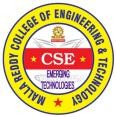 MALLA REDDY COLLEGE OF ENGINEERING & TECHNOLOGY
CSE
EMERGING
TECHNOLOGIES